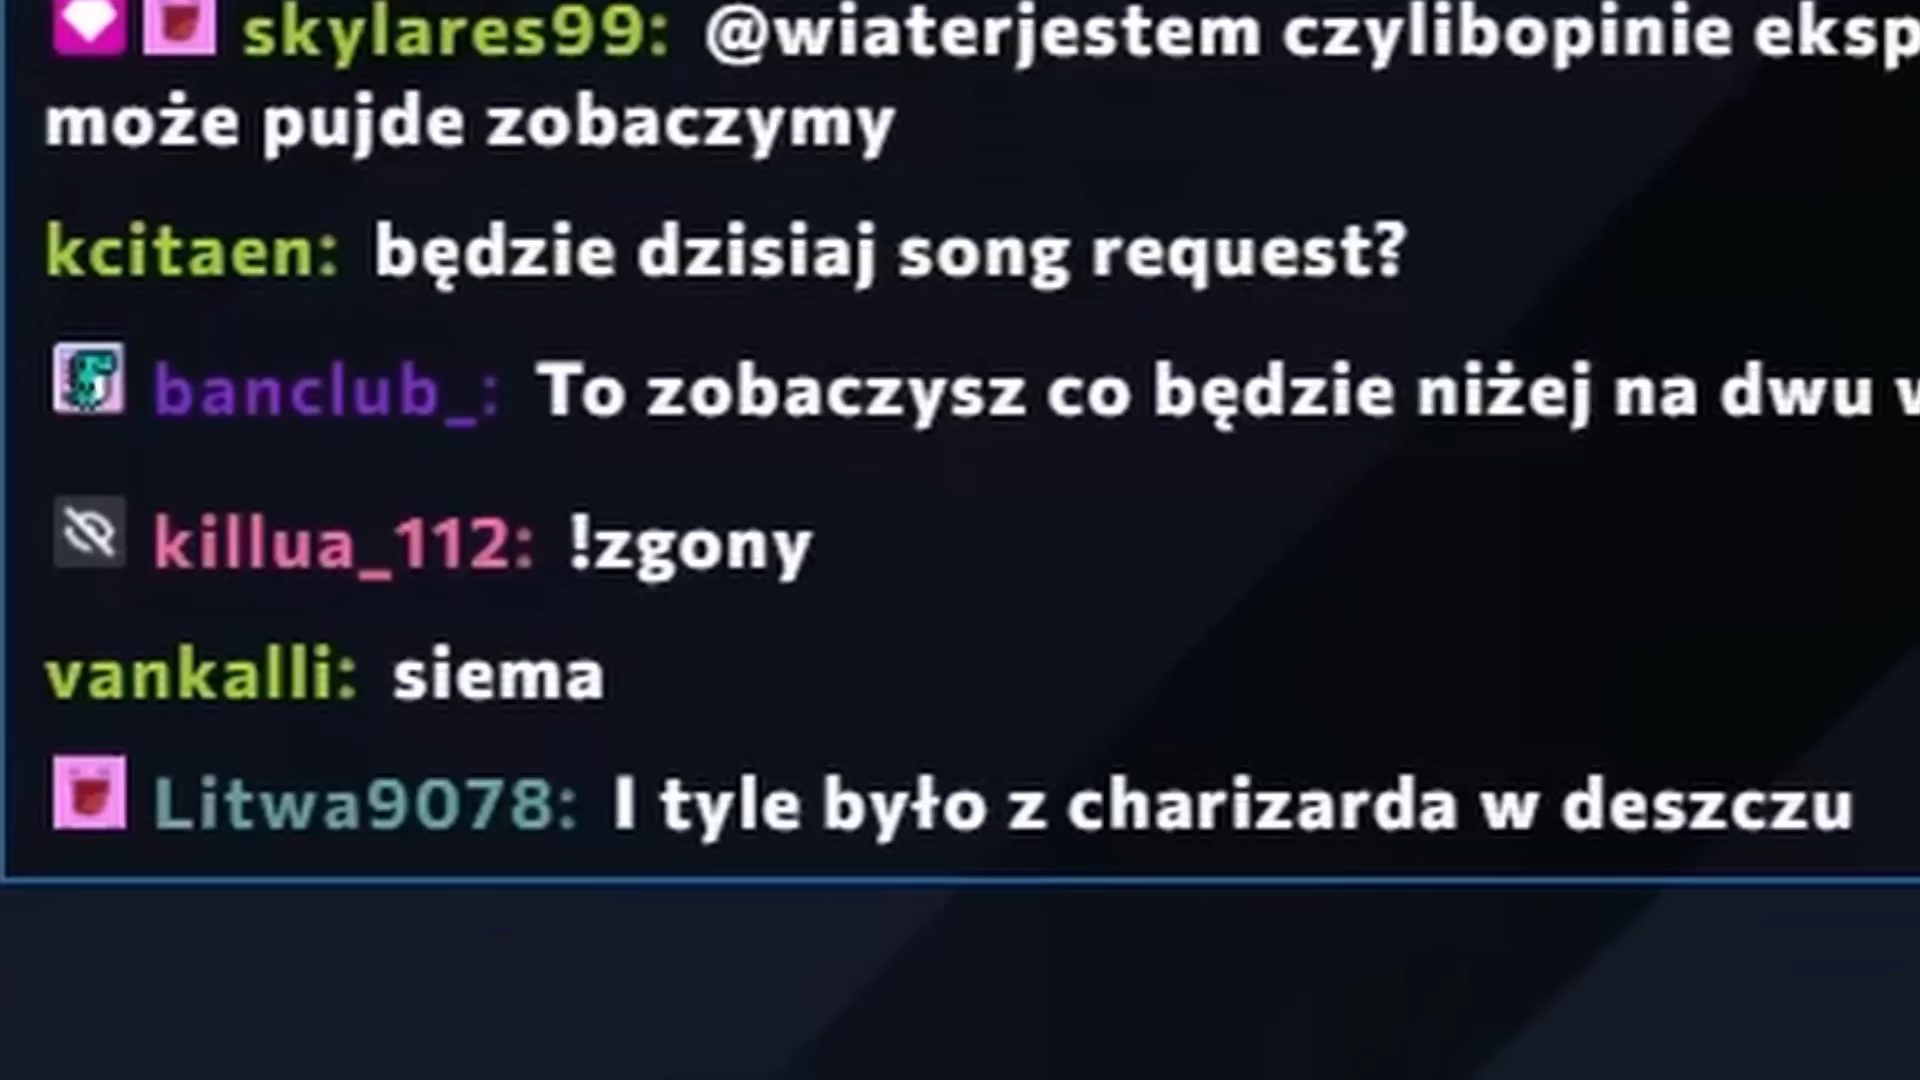 skylares99: @wiaterjestem czylibopinie
może pujde zobaczymy
kcitaen: będzie dzisiaj song request?
banclub_: To zobaczysz co będzie niżej na dwu
killua_112: !zgony
vankalli: siema
Litwa9078: I tyle było z charizarda w deszczu